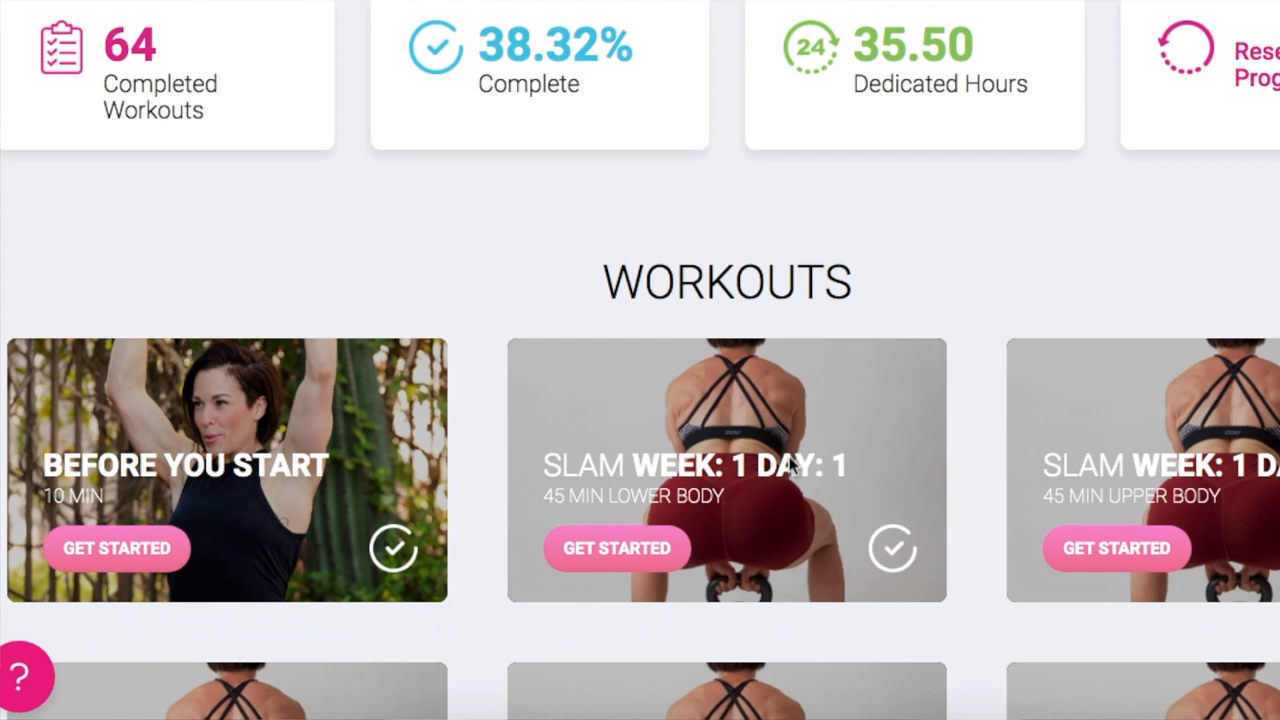 64
Completed
Workouts
38.32%
Complete
24
35.50
Dedicated Hours
WORKOUTS
BEFORE YOU START
10 MIN
GET STARTED
SLAM WEEK: 1 DAY: 1
45 MIN LOWER BODY
GET STARTED
SLAM WEEK: 1
45 MIN UPPER BODY
GET STARTED
?